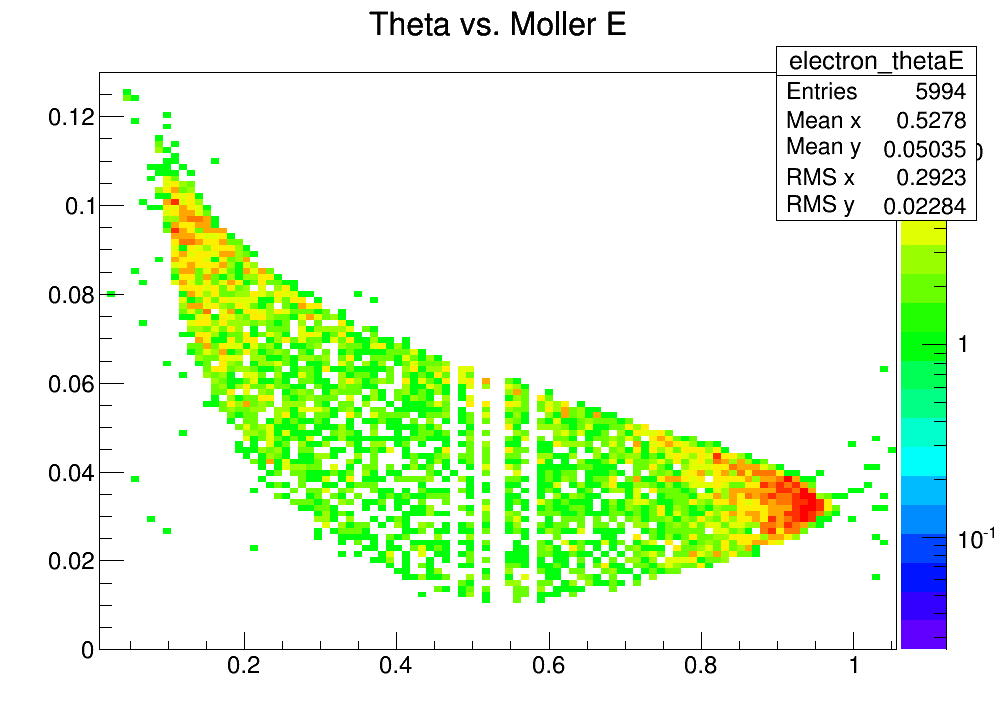 Theta vs. Moller E
electron_thetaE
Entries 5994
Mean x 0.5278
Mean y 0.05035
RMS x 0.2923
RMS y 0.02284
0.12
0.1
0.08
0.06
0.04
0.02
0
0.2 0.4 0.6 0.8 1
1
10-1